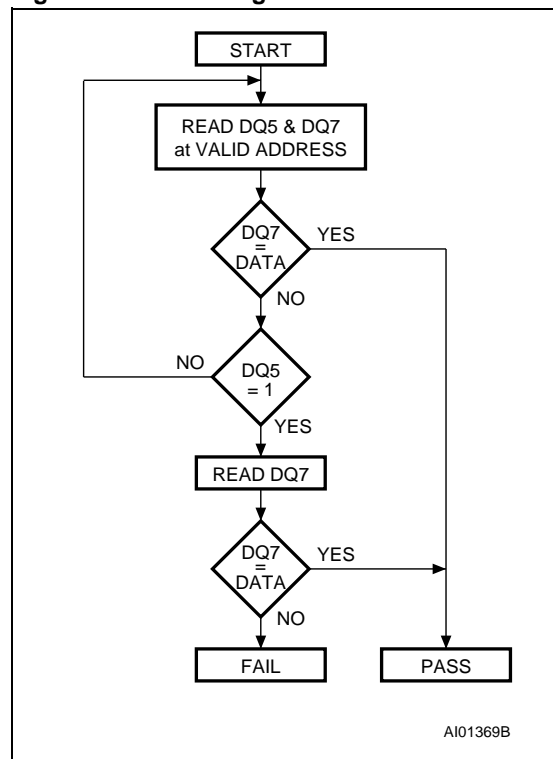 START
READ DQ5 & DQ7
at VALID ADDRESS
DQ7
=
DATA
YES
NO
NO
DQ5
= 1
YES
READ DQ7
DQ7
=
DATA
YES
NO
FAIL
PASS
AI01369B